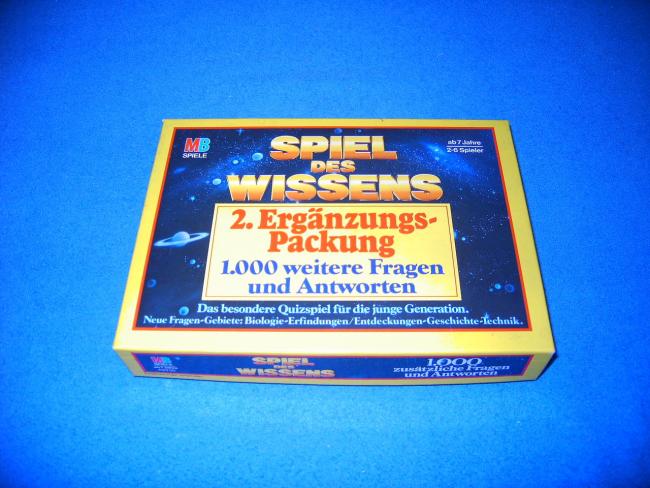 MB
SPIELE
ab 7 Jahre
2-6 Spieler
SPIEL
DES
WISSENS
2. Ergänzungs-
Packung
1.000 weitere Fragen
und Antworten
Das besondere Quizspiel für die junge Generation.
Neue Fragen-Gebiete: Biologie-Erfindungen/Entdeckungen-Geschichte-Technik.
MB
SPIELE
SPIEL
DES
WISSENS
1.000
zusätzliche Fragen
und Antworten